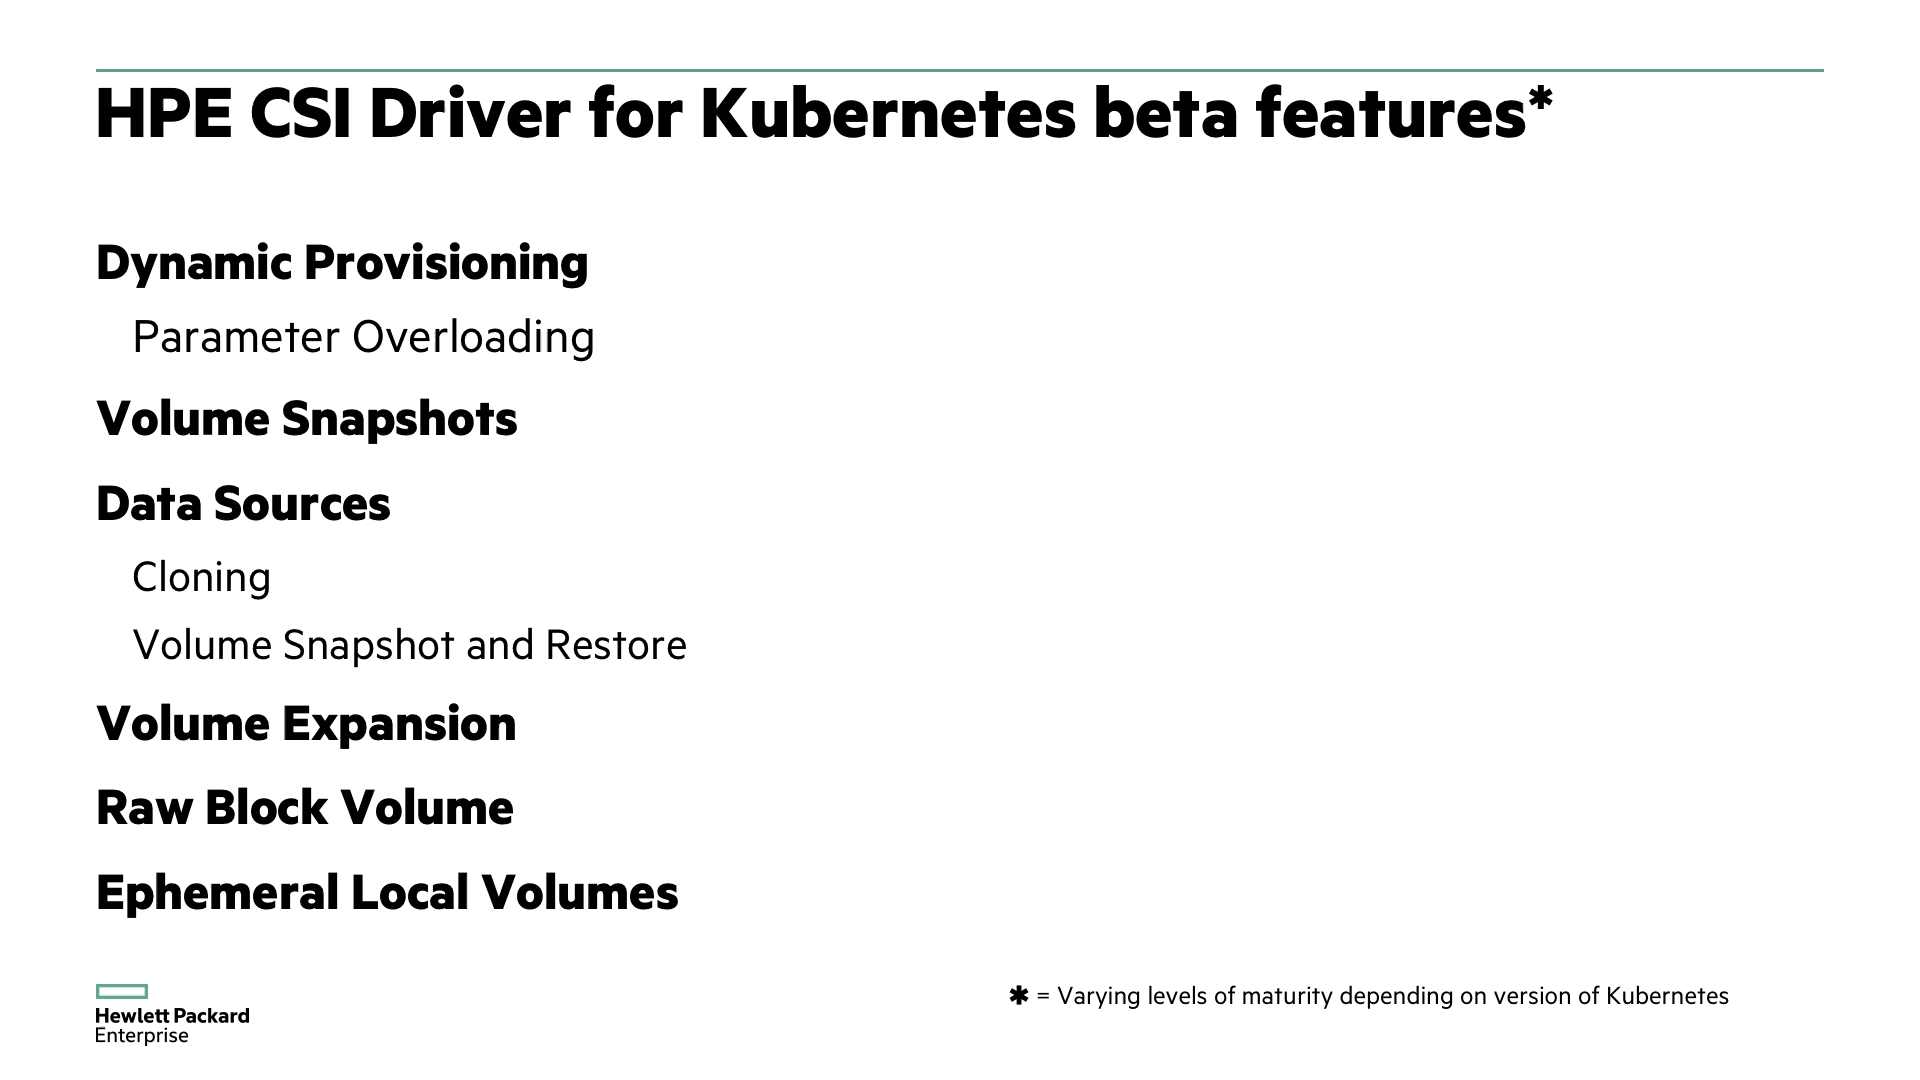 HPE CSI Driver for Kubernetes beta features*
Dynamic Provisioning
Parameter Overloading
Volume Snapshots
Data Sources
Cloning
Volume Snapshot and Restore
Volume Expansion
Raw Block Volume
Ephemeral Local Volumes
* = Varying levels of maturity depending on version of Kubernetes
Hewlett Packard
Enterprise